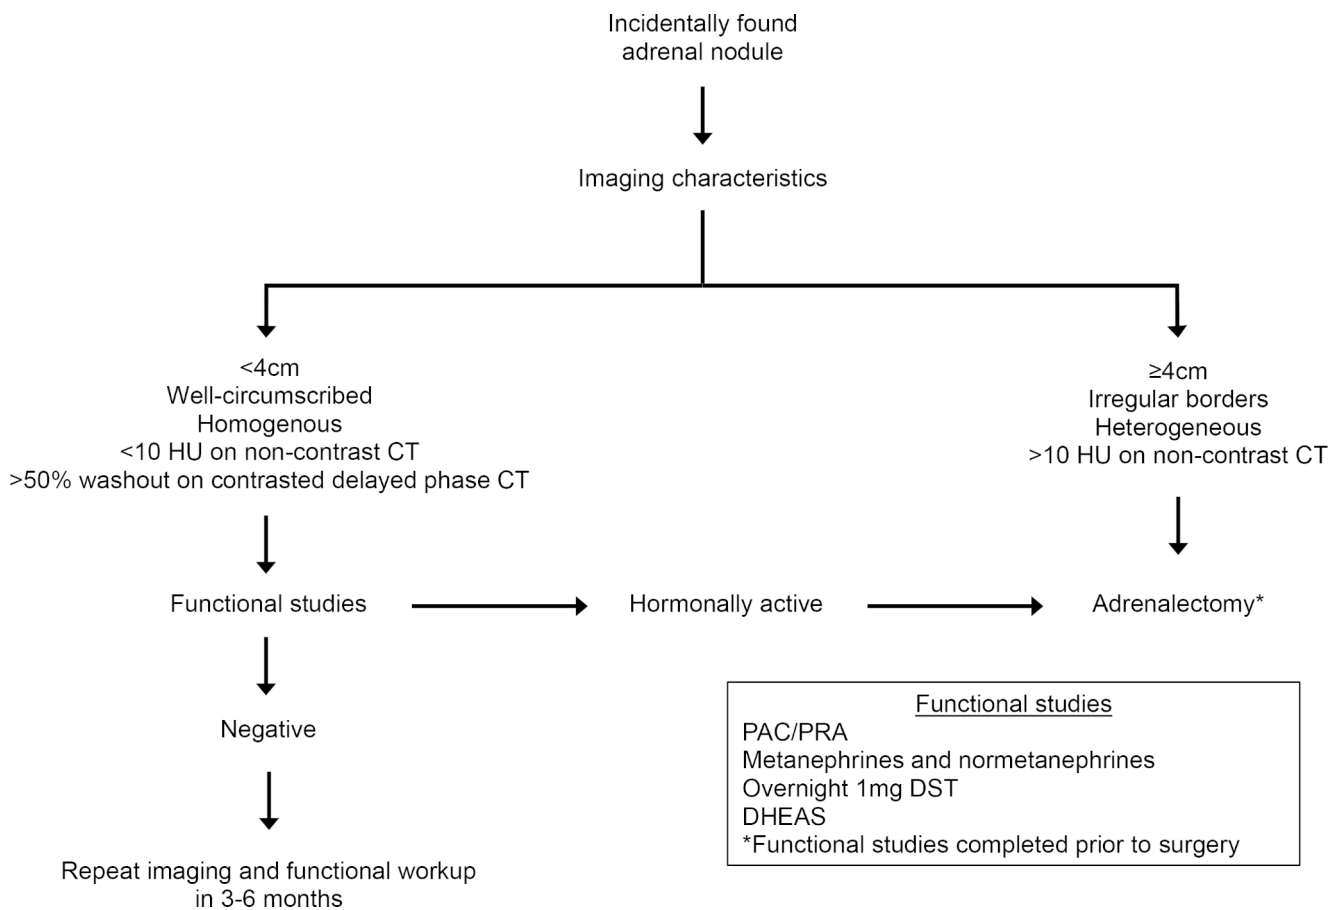 Incidentally found
adrenal nodule
Imaging characteristics
<4cm
Well-circumscribed
Homogenous
<10 HU on non-contrast CT
>50% washout on contrasted delayed phase CT
≥4cm
Irregular borders
Heterogeneous
>10 HU on non-contrast CT
Functional studies
Hormonally active
Adrenalectomy*
Negative
Repeat imaging and functional workup
in 3-6 months
Functional studies
PAC/PRA
Metanephrines and normetanephrines
Overnight 1mg DST
DHEAS
*Functional studies completed prior to surgery